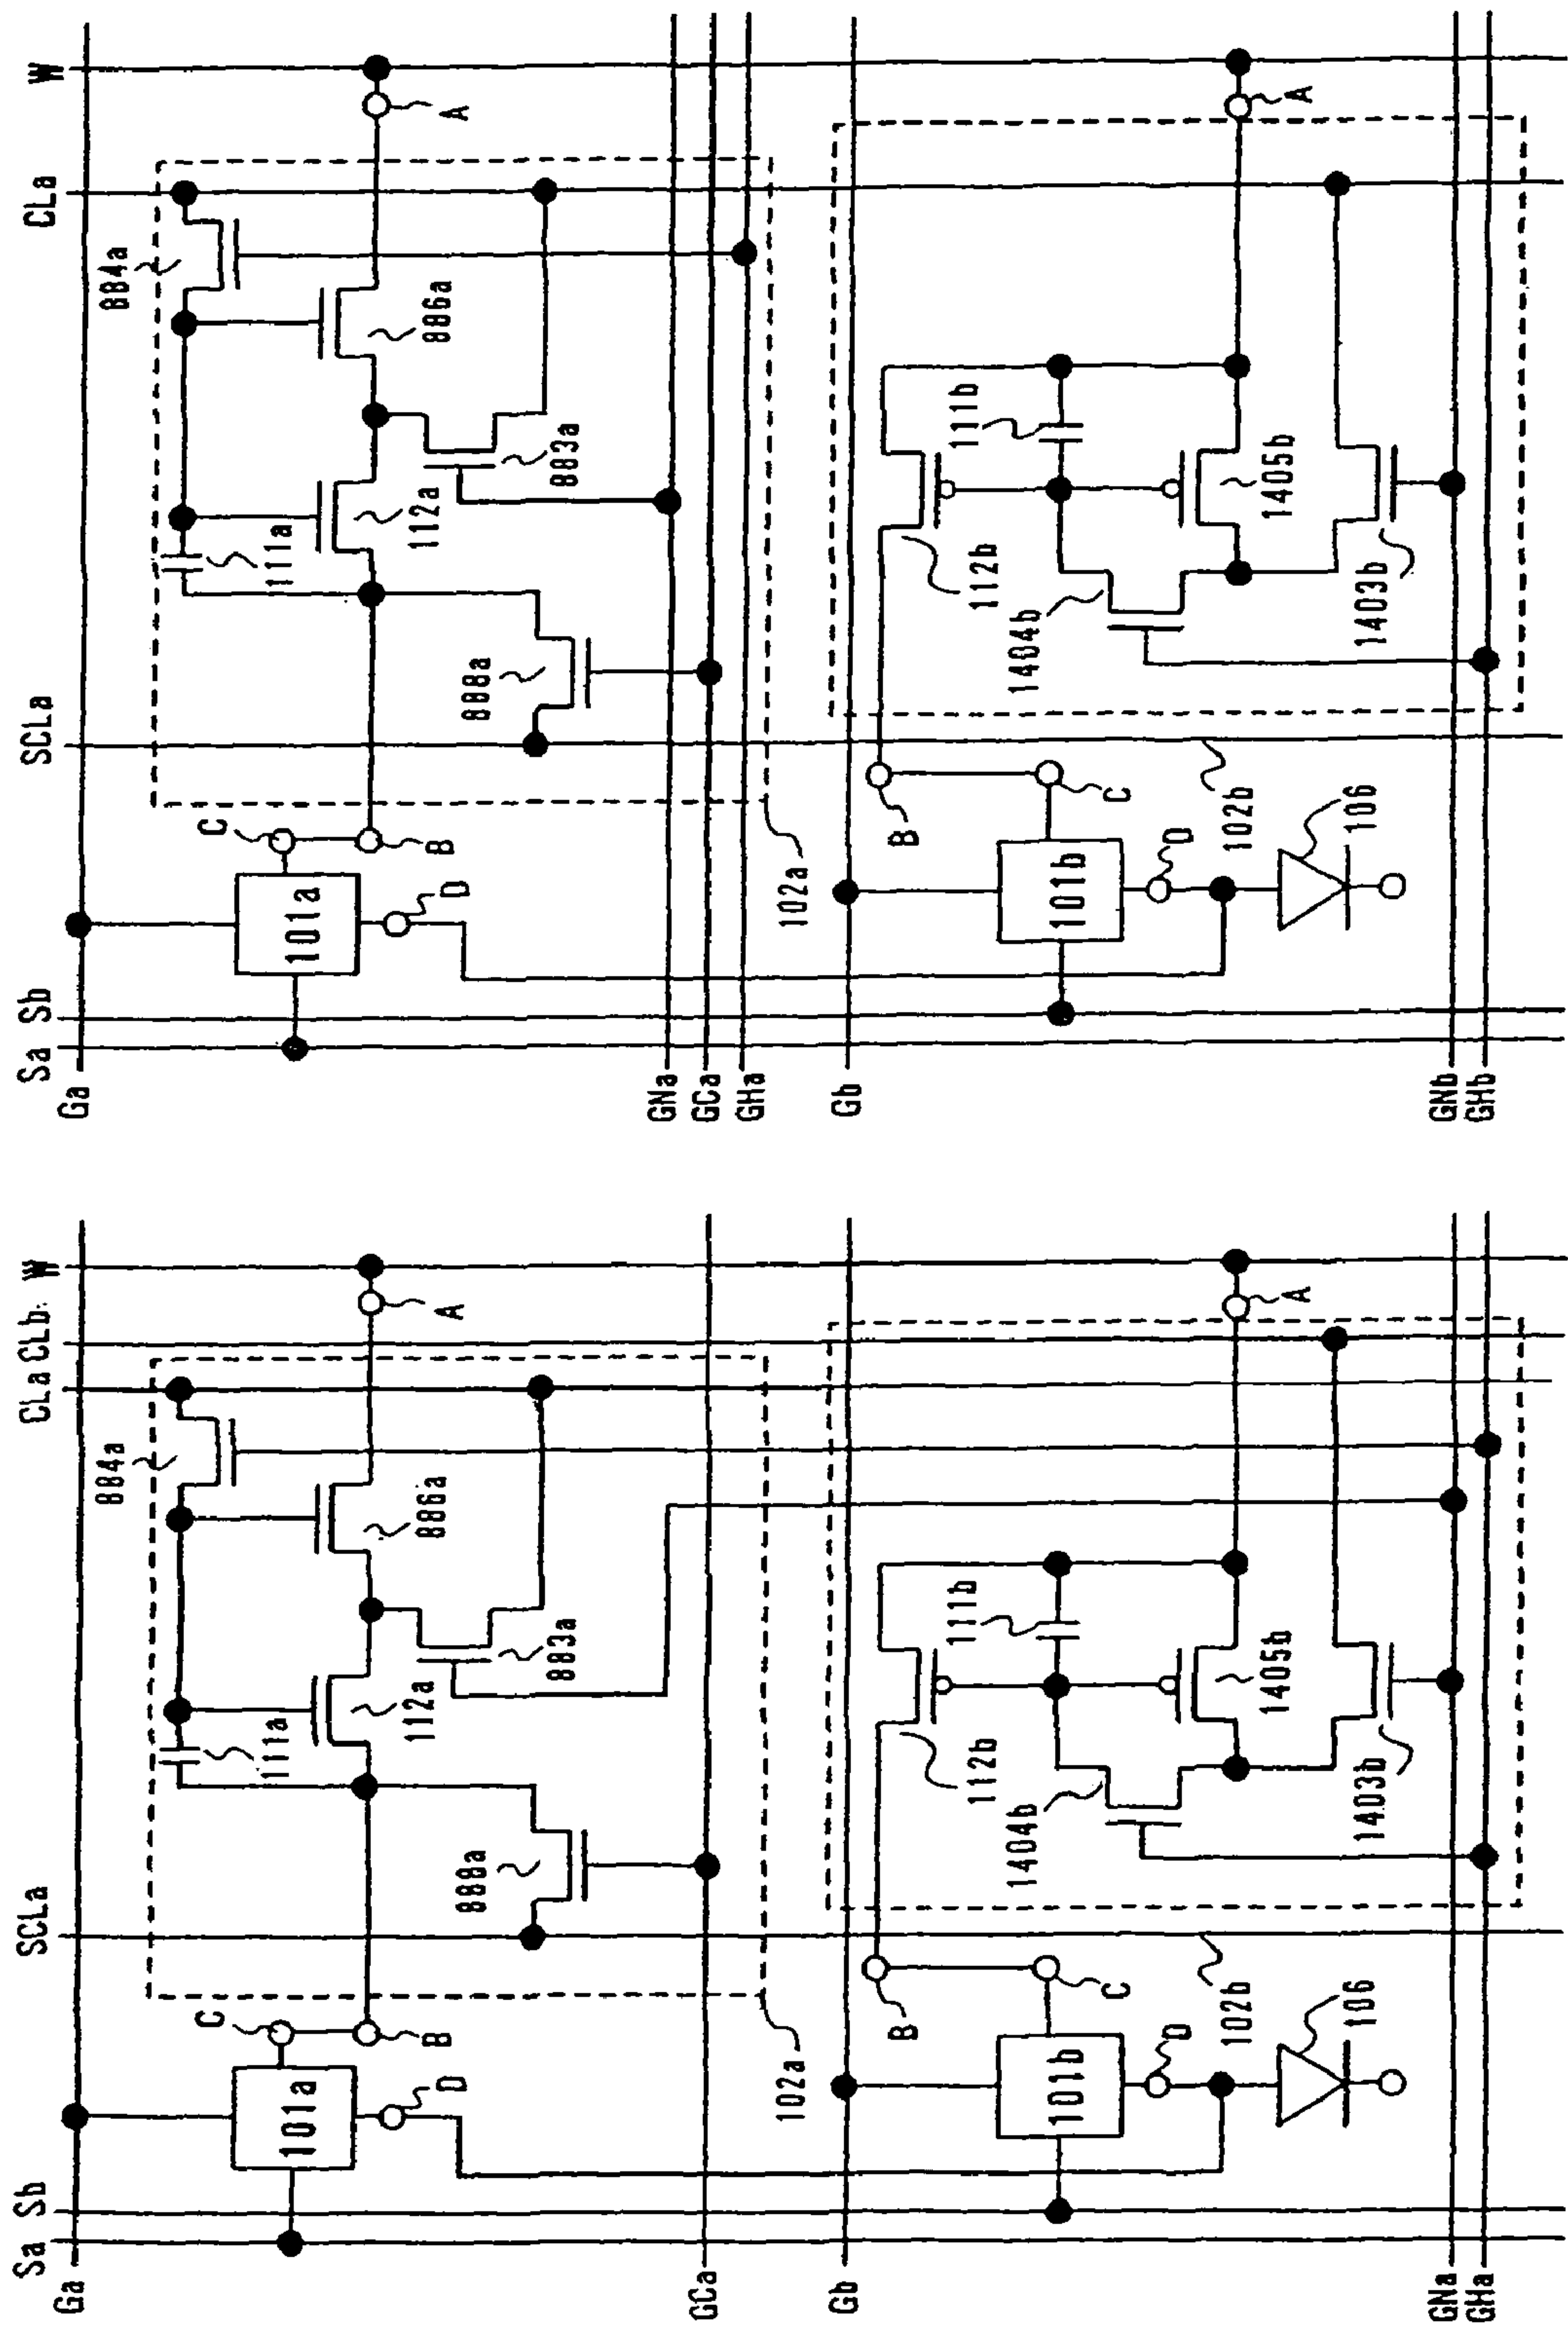 Sa Sb SCLa CLa CLb W
Ga
884a
C
111a
101a
112a
886a
B
A
D
888a
883a
GCa
102a
Gb
B
111b
112b
1404b
101b
C
D
102b
1405b
A
106
1403b
GNa
GHa
Sa Sb SCLa CLa W
Ga
884a
C
111a
101a
112a
886a
B
A
D
888a
883a
GNa
GCa
GHa
102a
Gb
B
111b
112b
1404b
101b
C
D
102b
1405b
A
106
1403b
GNb
GHb